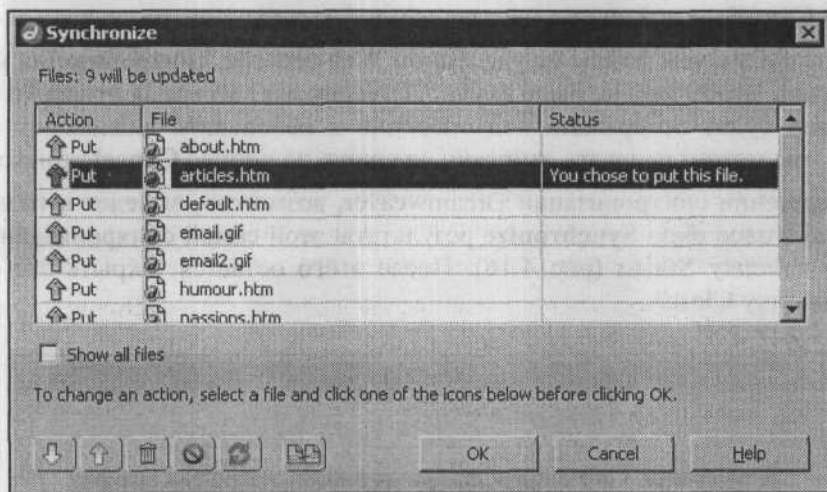 Synchronize
Files: 9 will be updated
Action File Status
Put about.htm
Put articles.htm You chose to put this file.
Put default.htm
Put email.gif
Put email2.gif
Put humour.htm
Put passions.htm
Show all files
To change an action, select a file and click one of the icons below before clicking OK.
OK Cancel Help